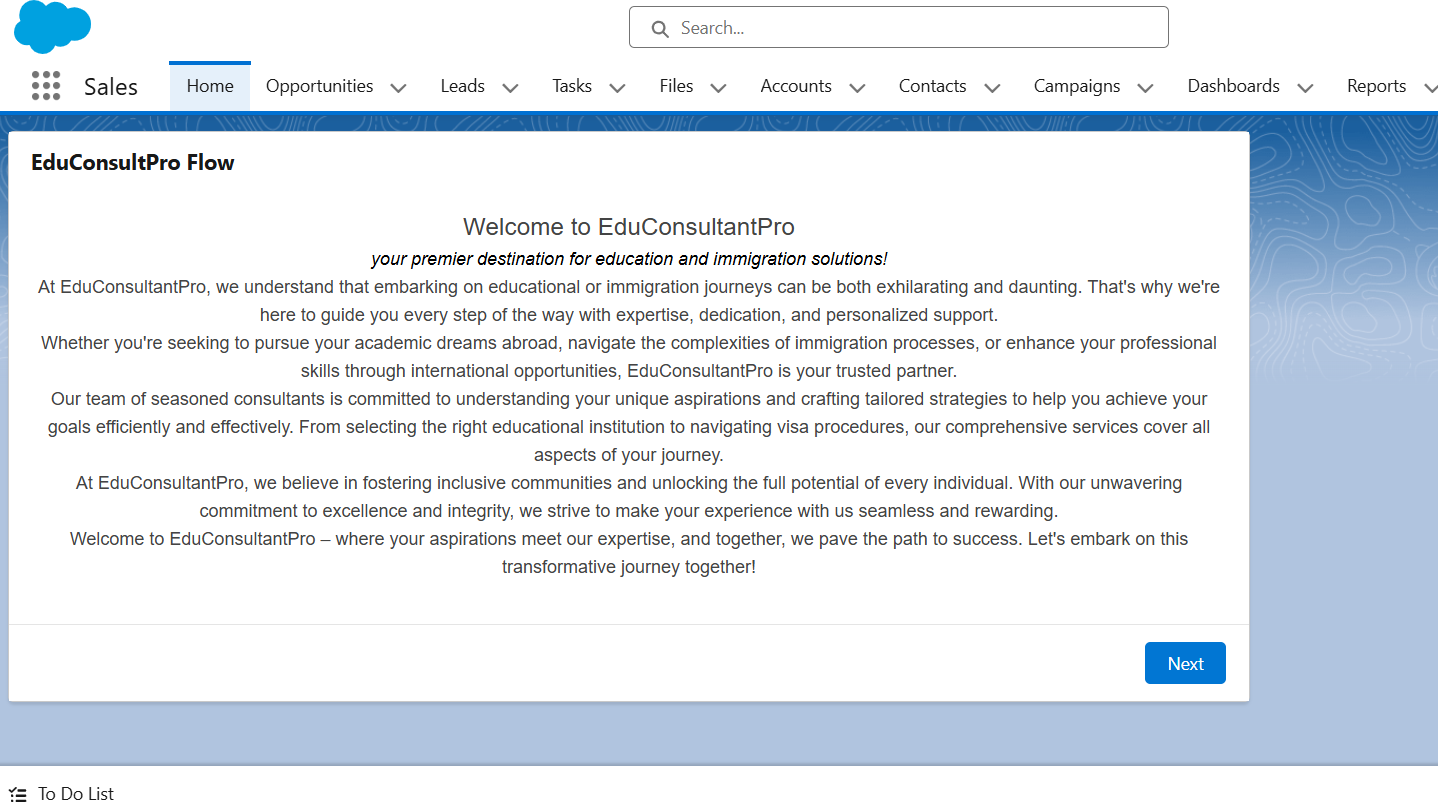 Search...
Sales
Home
Opportunities
Leads
Tasks
Files
Accounts
Contacts
Campaigns
Dashboards
Reports
EduConsultPro Flow
Welcome to EduConsultantPro
your premier destination for education and immigration solutions!
At EduConsultantPro, we understand that embarking on educational or immigration journeys can be both exhilarating and daunting. That's why we're
here to guide you every step of the way with expertise, dedication, and personalized support.
Whether you're seeking to pursue your academic dreams abroad, navigate the complexities of immigration processes, or enhance your professional
skills through international opportunities, EduConsultantPro is your trusted partner.
Our team of seasoned consultants is committed to understanding your unique aspirations and crafting tailored strategies to help you achieve your
goals efficiently and effectively. From selecting the right educational institution to navigating visa procedures, our comprehensive services cover all
aspects of your journey.
At EduConsultantPro, we believe in fostering inclusive communities and unlocking the full potential of every individual. With our unwavering
commitment to excellence and integrity, we strive to make your experience with us seamless and rewarding.
Welcome to EduConsultantPro – where your aspirations meet our expertise, and together, we pave the path to success. Let's embark on this
transformative journey together!
Next
To Do List